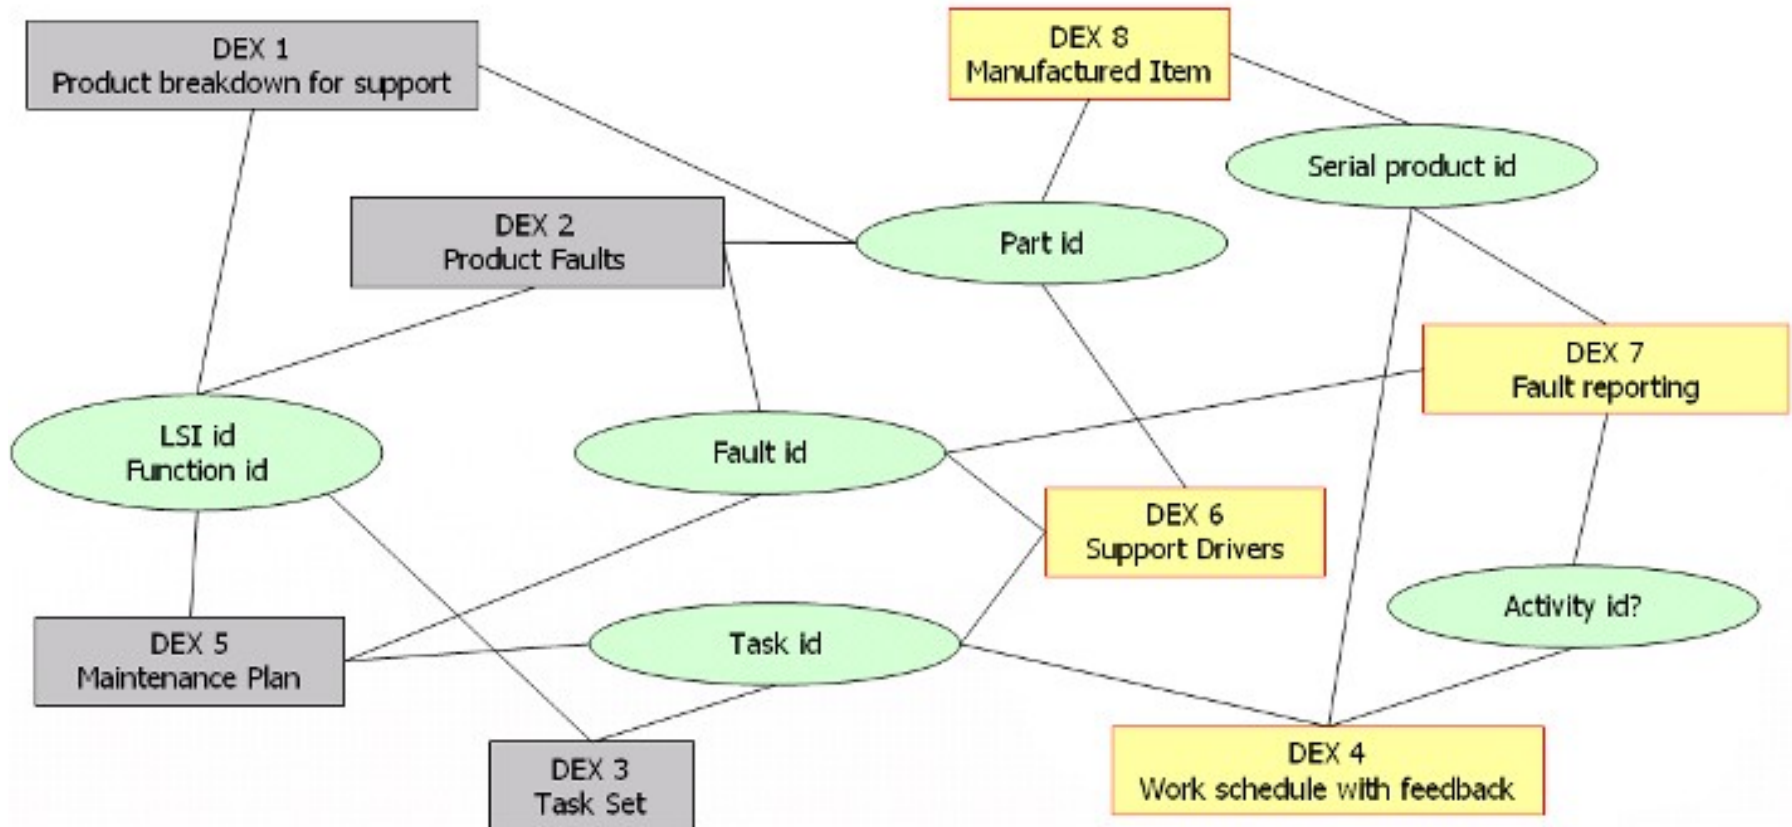 DEX 1
Product breakdown for support
DEX 8
Manufactured Item
Serial product id
DEX 2
Product Faults
Part id
DEX 7
Fault reporting
LSI id
Function id
Fault id
DEX 6
Support Drivers
Activity id?
DEX 5
Maintenance Plan
Task id
DEX 3
Task Set
DEX 4
Work schedule with feedback